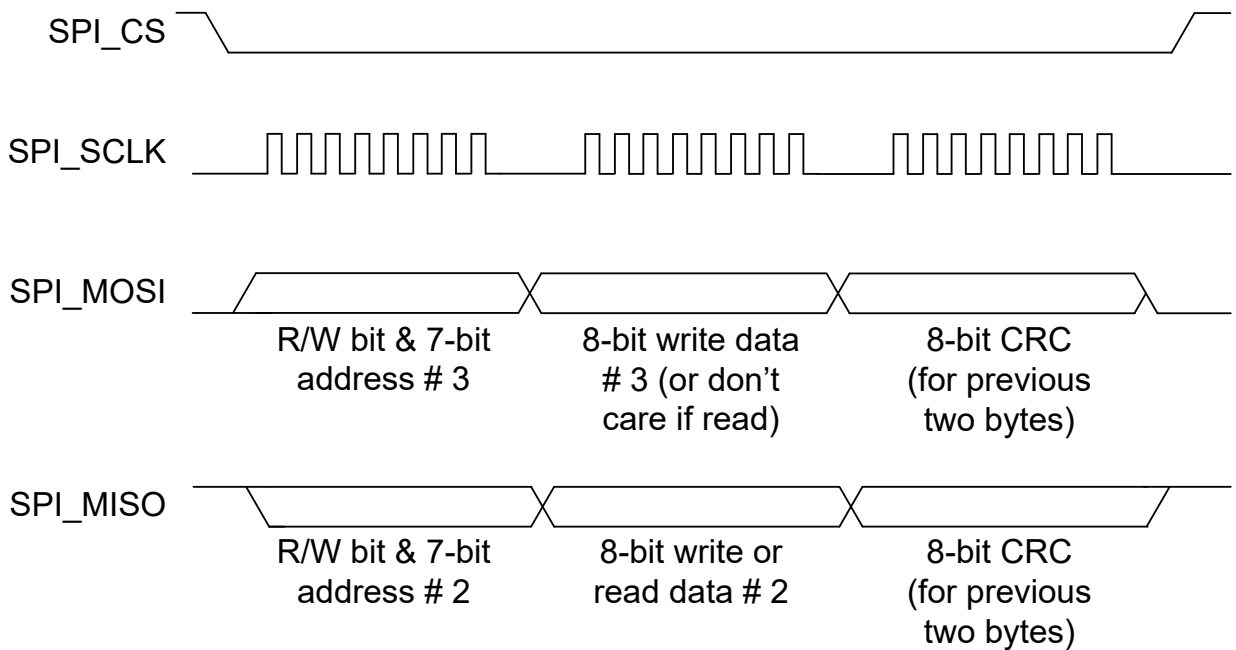 SPI_CS
SPI_SCLK
SPI_MOSI
R/W bit & 7-bit
address # 3
8-bit write data
# 3 (or don’t
care if read)
8-bit CRC
(for previous
two bytes)
SPI_MISO
R/W bit & 7-bit
address # 2
8-bit write or
read data # 2
8-bit CRC
(for previous
two bytes)